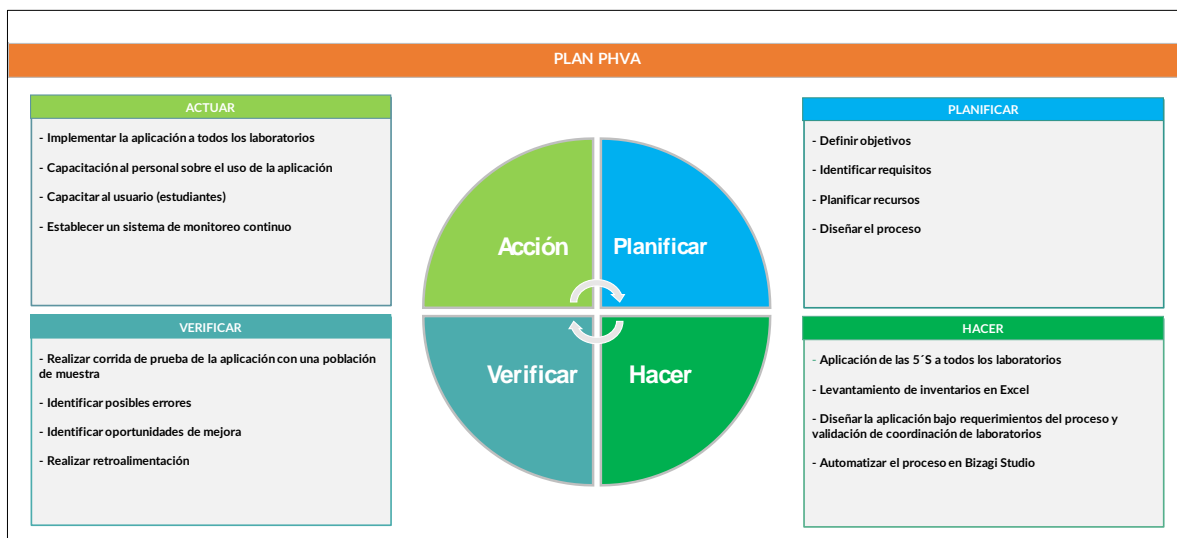 PLAN PHVA
ACTUAR
- Implementar la aplicación a todos los laboratorios
- Capacitación al personal sobre el uso de la aplicación
- Capacitar al usuario (estudiantes)
- Establecer un sistema de monitoreo continuo
PLANIFICAR
- Definir objetivos
- Identificar requisitos
- Planificar recursos
- Diseñar el proceso
Acción
Planificar
Verificar
Hacer
VERIFICAR
- Realizar corrida de prueba de la aplicación con una población
de muestra
- Identificar posibles errores
- Identificar oportunidades de mejora
- Realizar retroalimentación
HACER
- Aplicación de las 5´S a todos los laboratorios
- Levantamiento de inventarios en Excel
- Diseñar la aplicación bajo requerimientos del proceso y
validación de coordinación de laboratorios
- Automatizar el proceso en Bizagi Studio